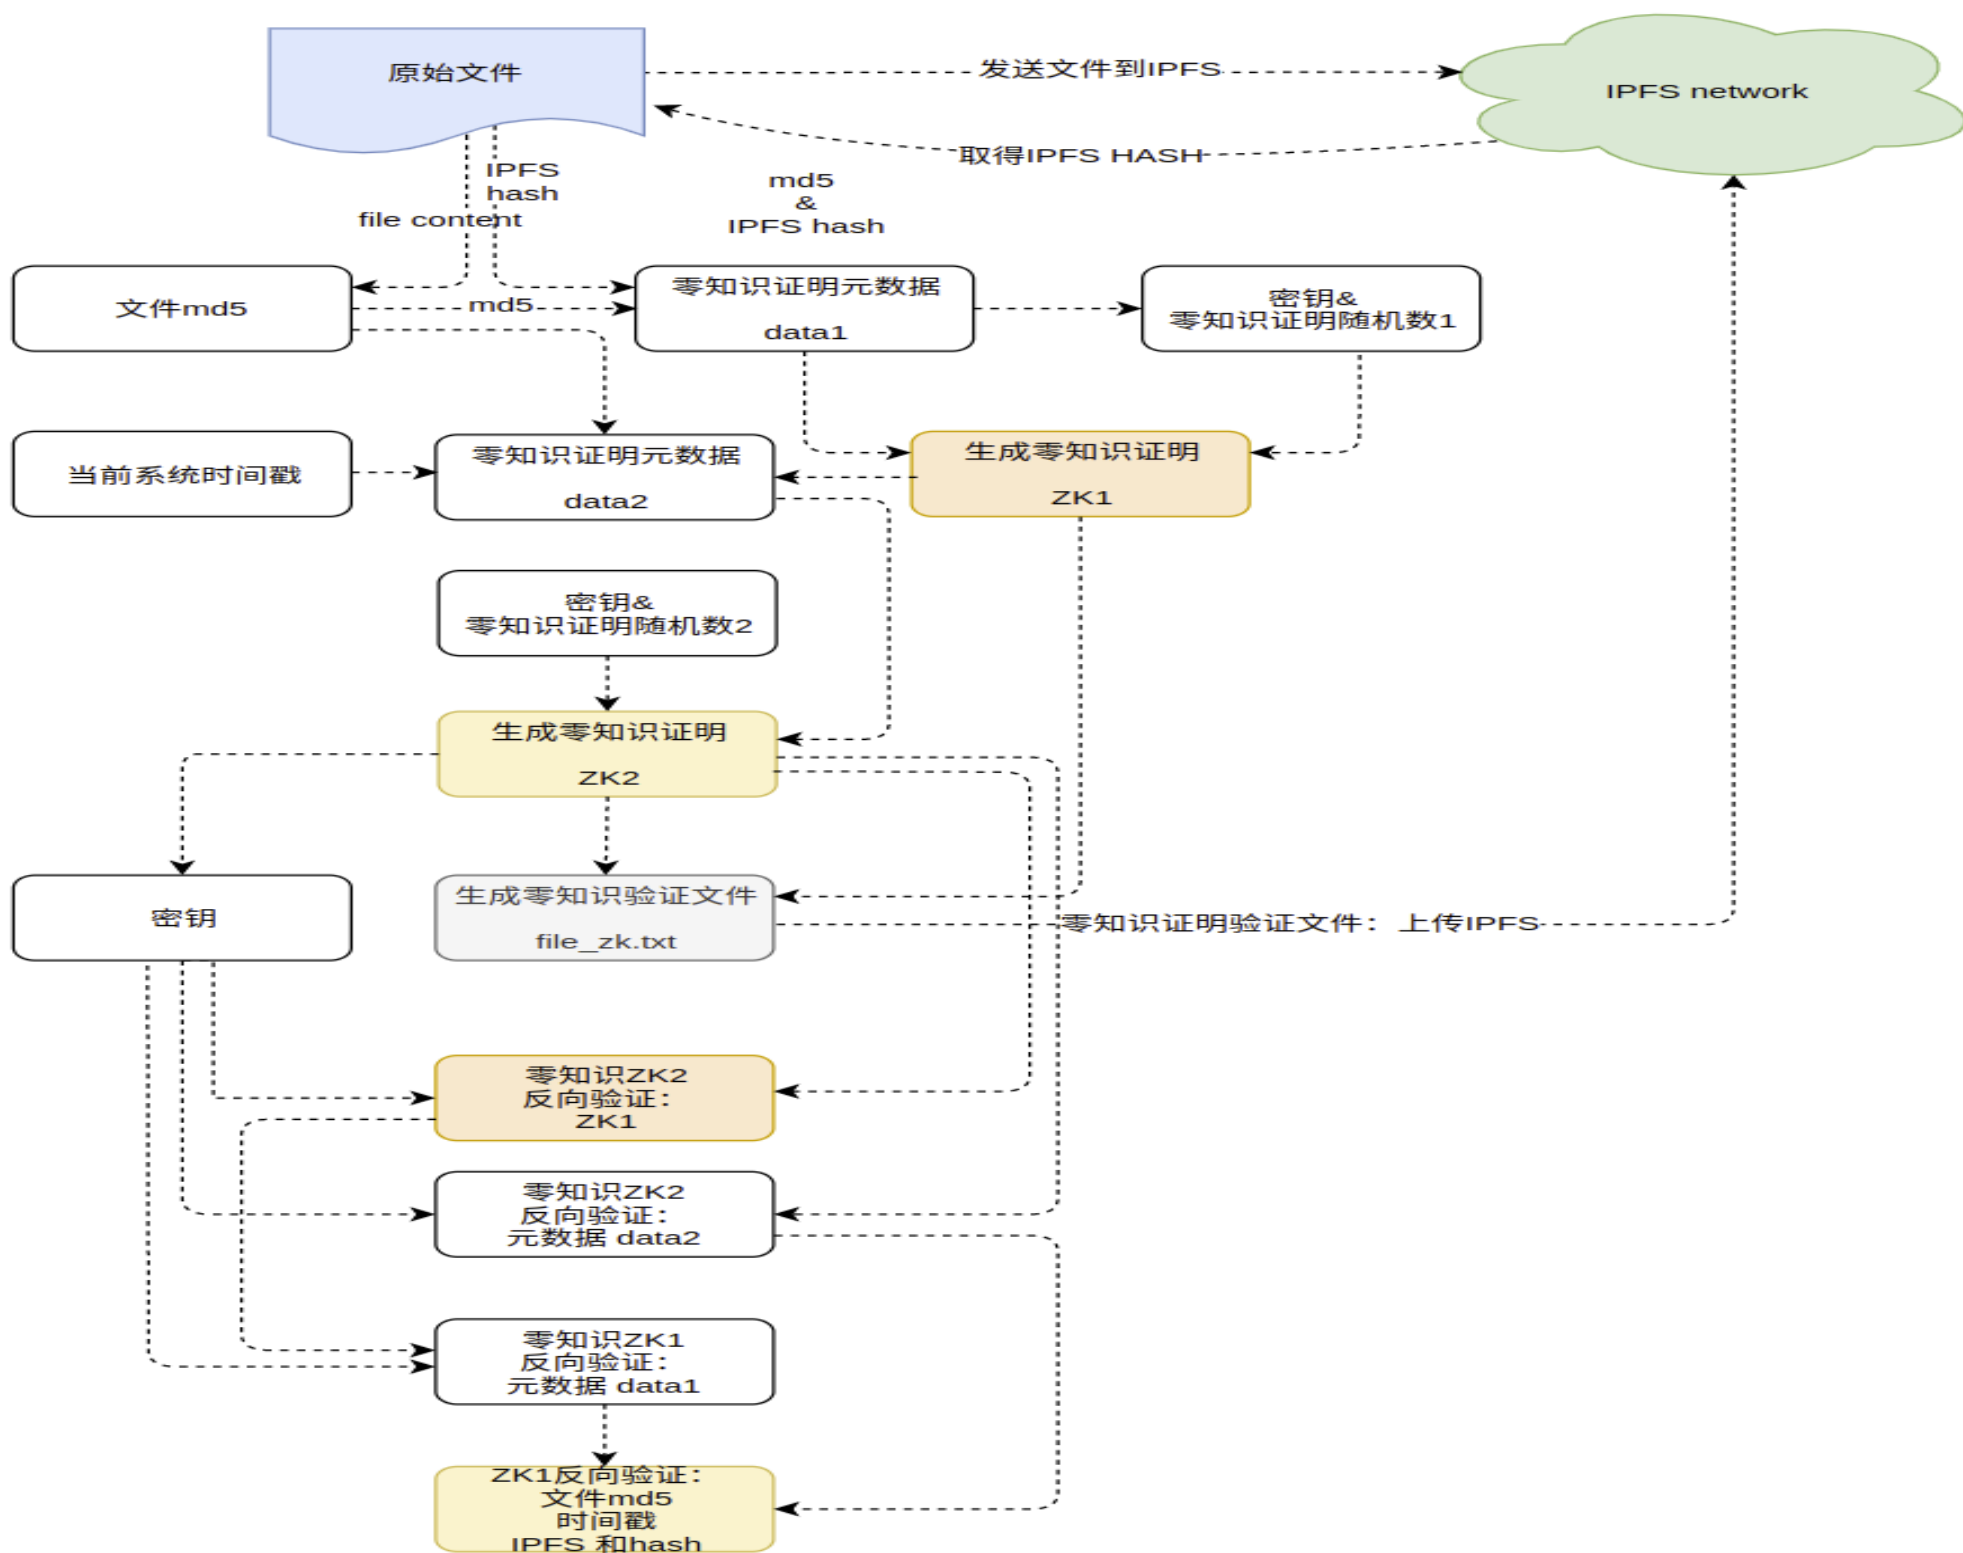 原始文件
发送文件到IPFS
IPFS network
取得IPFS HASH
IPFS
hash
file content
md5
&
IPFS hash
文件md5
md5
零知识证明元数据
data1
密钥&
零知识证明随机数1
当前系统时间戳
零知识证明元数据
data2
生成零知识证明
ZK1
密钥&
零知识证明随机数2
生成零知识证明
ZK2
密钥
生成零知识验证文件
file_zk.txt
零知识证明验证文件：上传IPFS
零知识ZK2
反向验证：
ZK1
零知识ZK2
反向验证：
元数据 data2
零知识ZK1
反向验证：
元数据 data1
ZK1反向验证：
文件md5
时间戳
IPFS 和hash